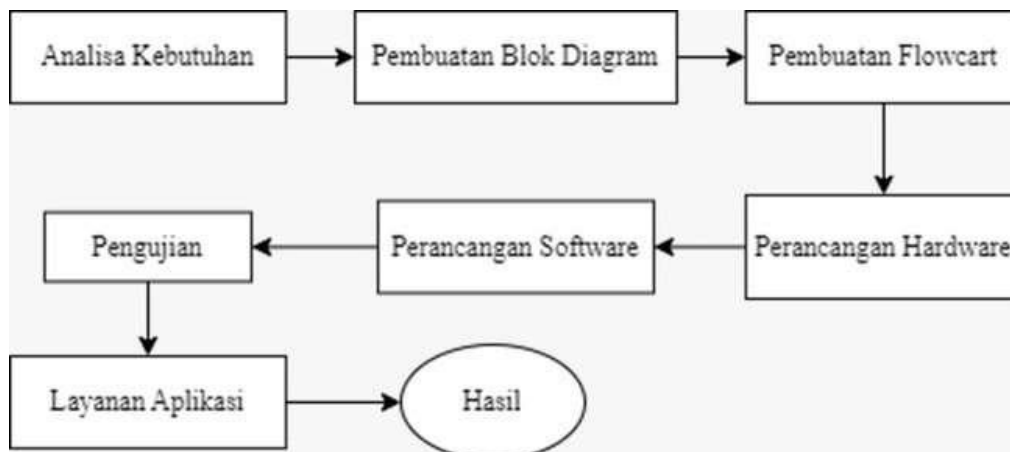 Analisa Kebutuhan
Pembuatan Blok Diagram
Pembuatan Flowcart
Perancangan Hardware
Perancangan Software
Pengujian
Layanan Aplikasi
Hasil